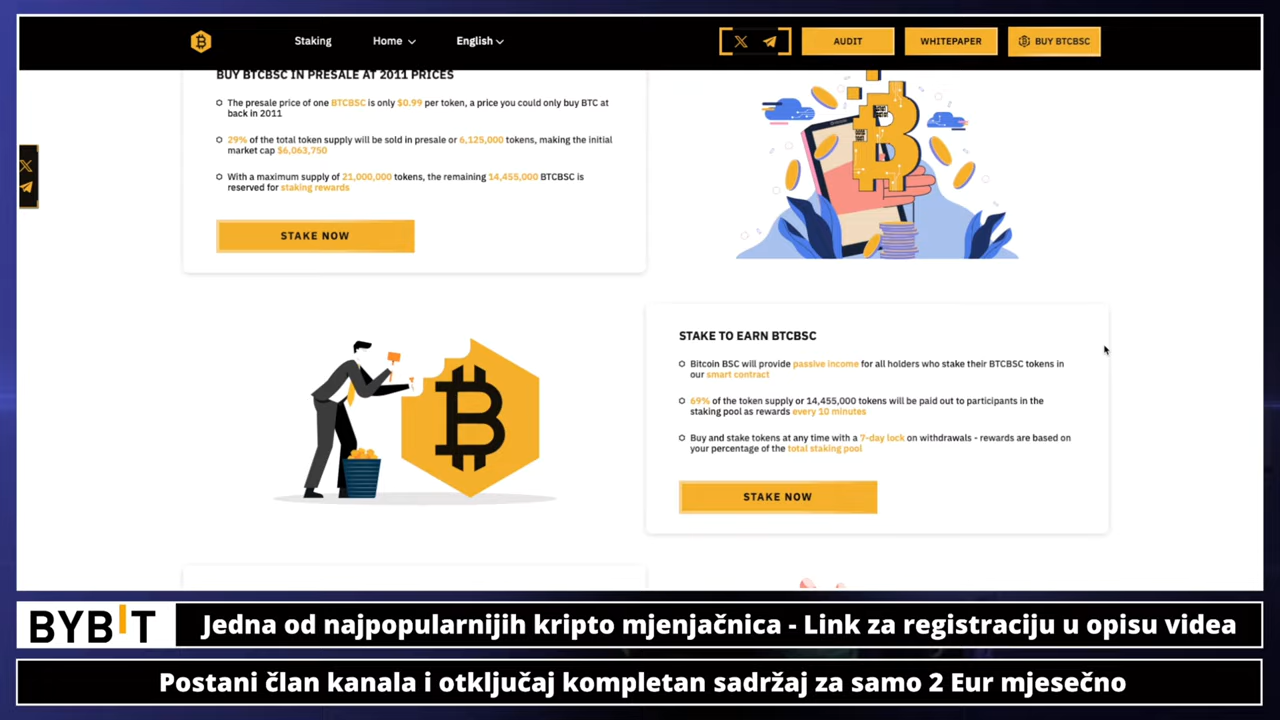 Staking
Home
English
AUDIT
WHITEPAPER
BUY BTCBSC
BUY BTCBSC IN PRESALE AT 2011 PRICES
The presale price of one BTCBSC is only $0.99 per token, a price you could only buy BTC at
back in 2011
29% of the total token supply will be sold in presale or 6,125,000 tokens, making the initial
market cap $6,063,750
With a maximum supply of 21,000,000 tokens, the remaining 14,455,000 BTCBSC is
reserved for staking rewards
STAKE NOW
STAKE TO EARN BTCBSC
Bitcoin BSC will provide passive income for all holders who stake their BTCBSC tokens in
our smart contract
69% of the token supply or 14,455,000 tokens will be paid out to participants in the
staking pool as rewards every 10 minutes
Buy and stake tokens at any time with a 7-day lock on withdrawals - rewards are based on
your percentage of the total staking pool
STAKE NOW
BYBIT
Jedna od najpopularnijih kripto mjenjačnica - Link za registraciju u opisu videa
Postani član kanala i otključaj kompletan sadržaj za samo 2 Eur mjesečno